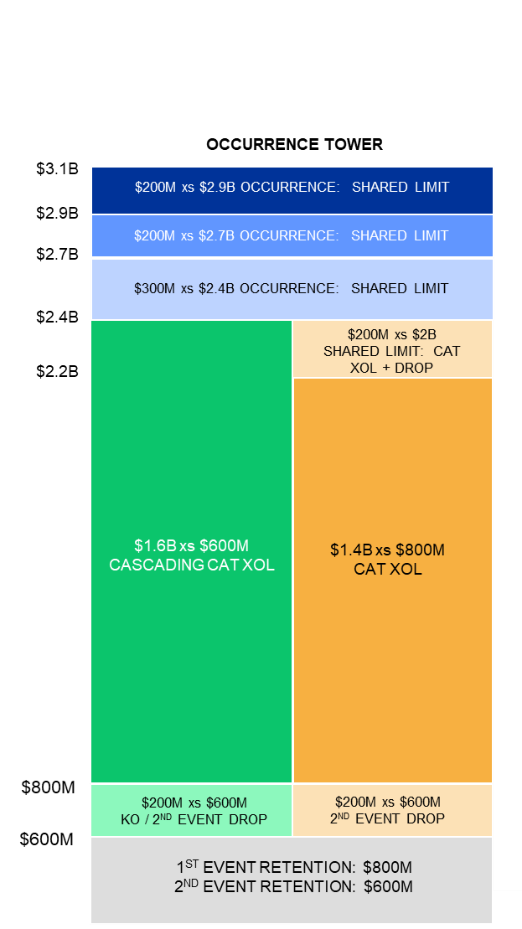 OCCURRENCE TOWER
$3.1B
$200M xs $2.9B OCCURRENCE: SHARED LIMIT
$2.9B
$200M xs $2.7B OCCURRENCE: SHARED LIMIT
$2.7B
$300M xs $2.4B OCCURRENCE: SHARED LIMIT
$2.4B
$200M xs $2B
SHARED LIMIT: CAT
XOL + DROP
$2.2B
$1.6B xs $600M
CASCADING CAT XOL
$1.4B xs $800M
CAT XOL
$800M
$200M xs $600M
KO / 2ND EVENT DROP
$200M xs $600M
2ND EVENT DROP
$600M
1ST EVENT RETENTION: $800M
2ND EVENT RETENTION: $600M